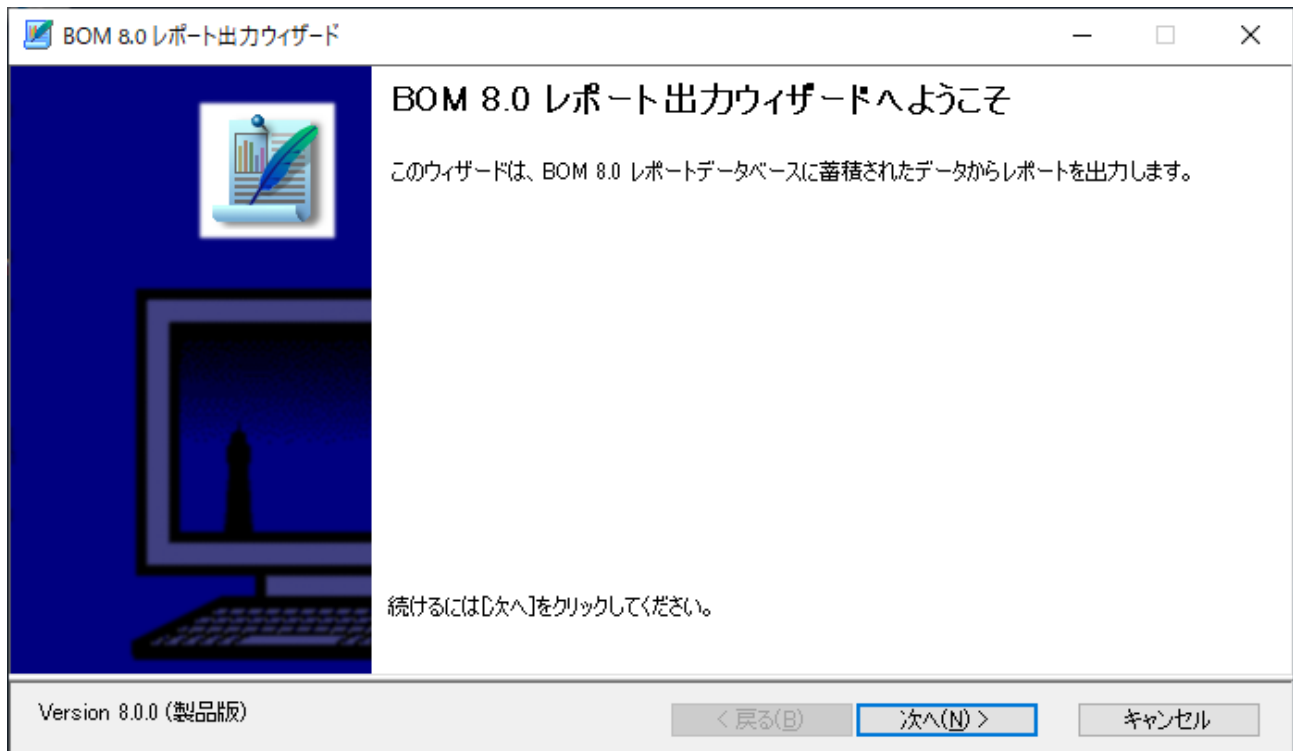 BOM 8.0 レポート出力ウィザード
BOM 8.0 レポート出力ウィザードへようこそ
このウィザードは、BOM 8.0 レポートデータベースに蓄積されたデータからレポートを出力します。
続けるには[次へ]をクリックしてください。
Version 8.0.0 (製品版)
< 戻る(B)
次へ(N) >
キャンセル